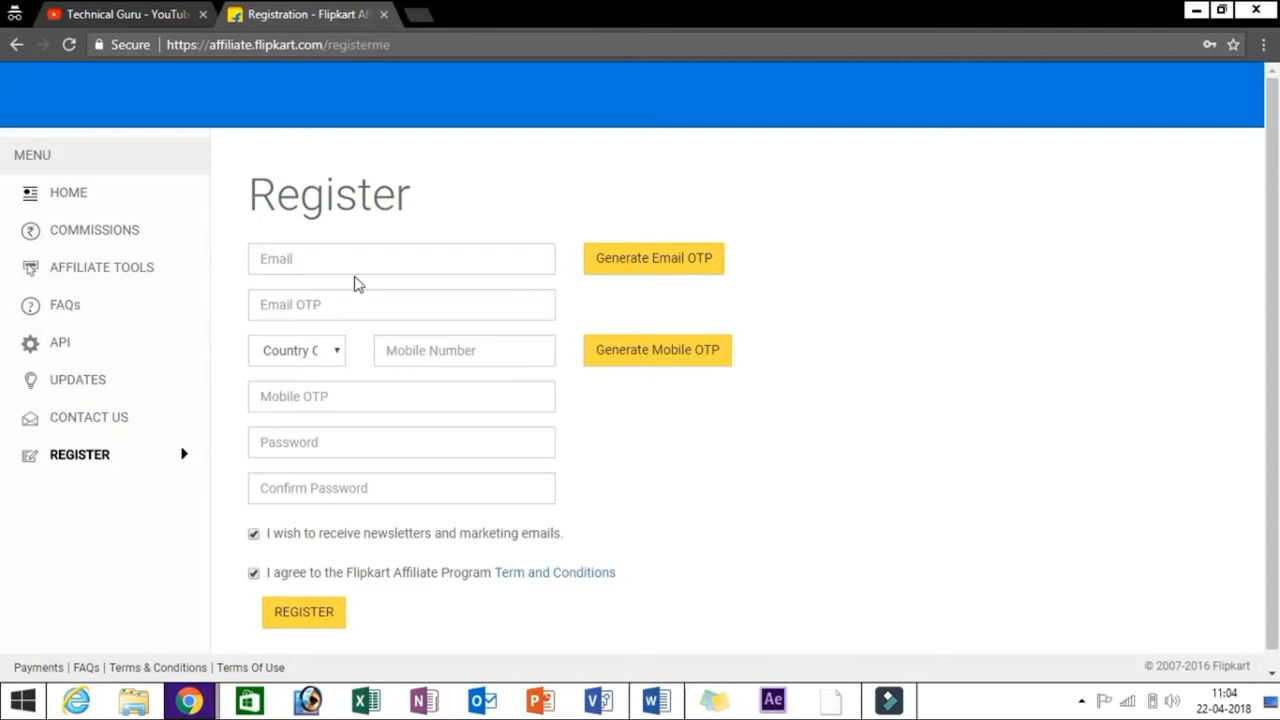 Technical Guru - YouTub
Registration - Flipkart Af
Secure
https://affiliate.flipkart.com/registerme
MENU
HOME
COMMISSIONS
AFFILIATE TOOLS
FAQs
API
UPDATES
CONTACT US
REGISTER
Register
Email
Generate Email OTP
Email OTP
Country C
Mobile Number
Generate Mobile OTP
Mobile OTP
Password
Confirm Password
I wish to receive newsletters and marketing emails.
I agree to the Flipkart Affiliate Program Term and Conditions
REGISTER
Payments | FAQs | Terms & Conditions | Terms Of Use
© 2007-2016 Flipkart
Ae
11:04
22-04-2018